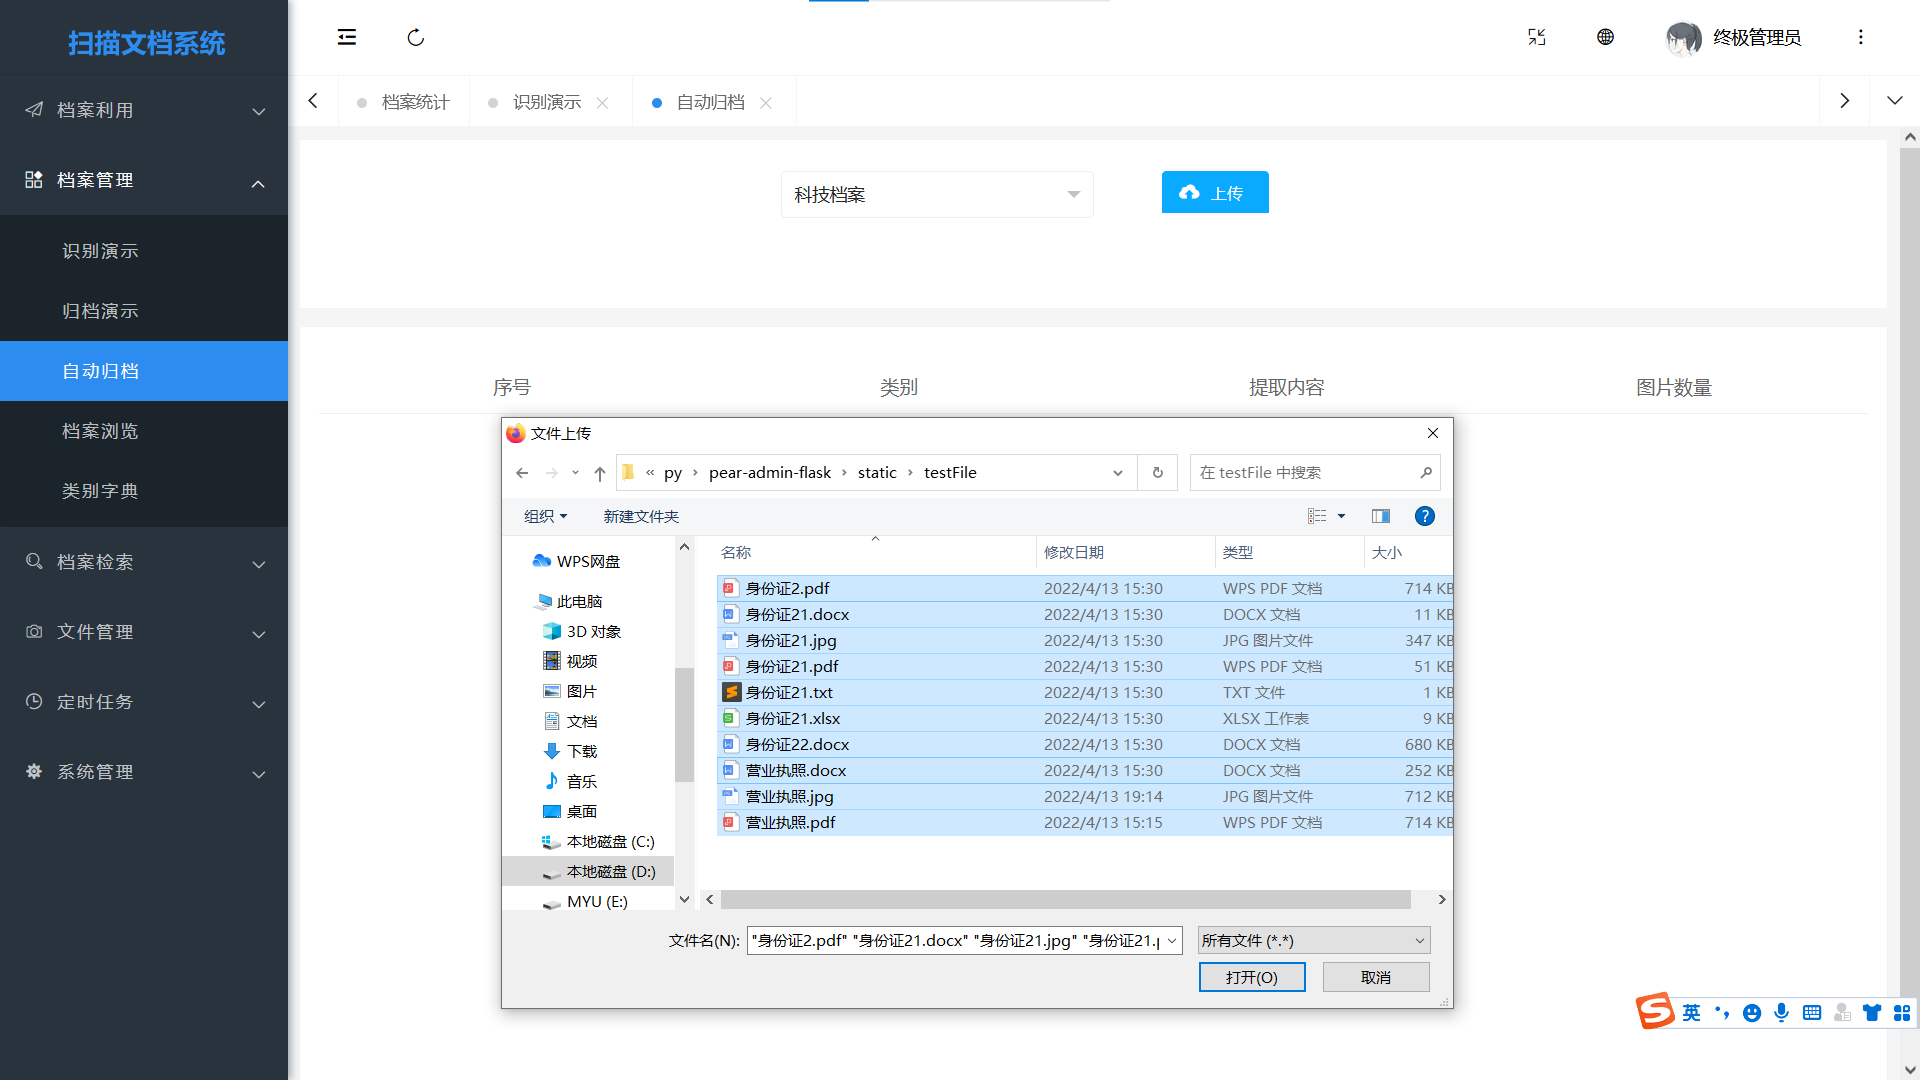 扫描文档系统
终极管理员
档案利用
档案管理
识别演示
归档演示
自动归档
档案浏览
类别字典
档案检索
文件管理
定时任务
系统管理
档案统计
识别演示
自动归档
科技档案
上传
序号 类别 提取内容 图片数量
文件上传
« py › pear-admin-flask › static › testFile
在 testFile 中搜索
组织 新建文件夹
WPS网盘
此电脑
3D 对象
视频
图片
文档
下载
音乐
桌面
本地磁盘 (C:)
本地磁盘 (D:)
MYU (E:)
名称 修改日期 类型 大小
身份证2.pdf 2022/4/13 15:30 WPS PDF 文档 714 KB
身份证21.docx 2022/4/13 15:30 DOCX 文档 11 KB
身份证21.jpg 2022/4/13 15:30 JPG 图片文件 347 KB
身份证21.pdf 2022/4/13 15:30 WPS PDF 文档 51 KB
身份证21.txt 2022/4/13 15:30 TXT 文件 1 KB
身份证21.xlsx 2022/4/13 15:30 XLSX 工作表 9 KB
身份证22.docx 2022/4/13 15:30 DOCX 文档 680 KB
营业执照.docx 2022/4/13 15:30 DOCX 文档 252 KB
营业执照.jpg 2022/4/13 19:14 JPG 图片文件 712 KB
营业执照.pdf 2022/4/13 15:15 WPS PDF 文档 714 KB
文件名(N): "身份证2.pdf" "身份证21.docx" "身份证21.jpg" "身份证21.p
所有文件 (*.*)
打开(O) 取消
英